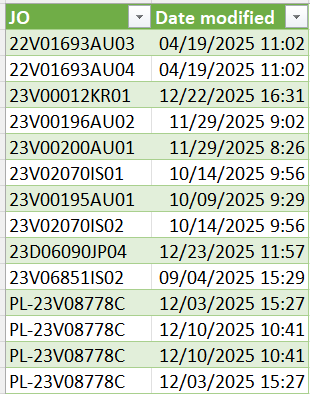 JO Date modified
22V01693AU03 04/19/2025 11:02
22V01693AU04 04/19/2025 11:02
23V00012KR01 12/22/2025 16:31
23V00196AU02 11/29/2025 9:02
23V00200AU01 11/29/2025 8:26
23V02070IS01 10/14/2025 9:56
23V00195AU01 10/09/2025 9:29
23V02070IS02 10/14/2025 9:56
23D06090JP04 12/23/2025 11:57
23V06851IS02 09/04/2025 15:29
PL-23V08778C 12/03/2025 15:27
PL-23V08778C 12/10/2025 10:41
PL-23V08778C 12/10/2025 10:41
PL-23V08778C 12/03/2025 15:27